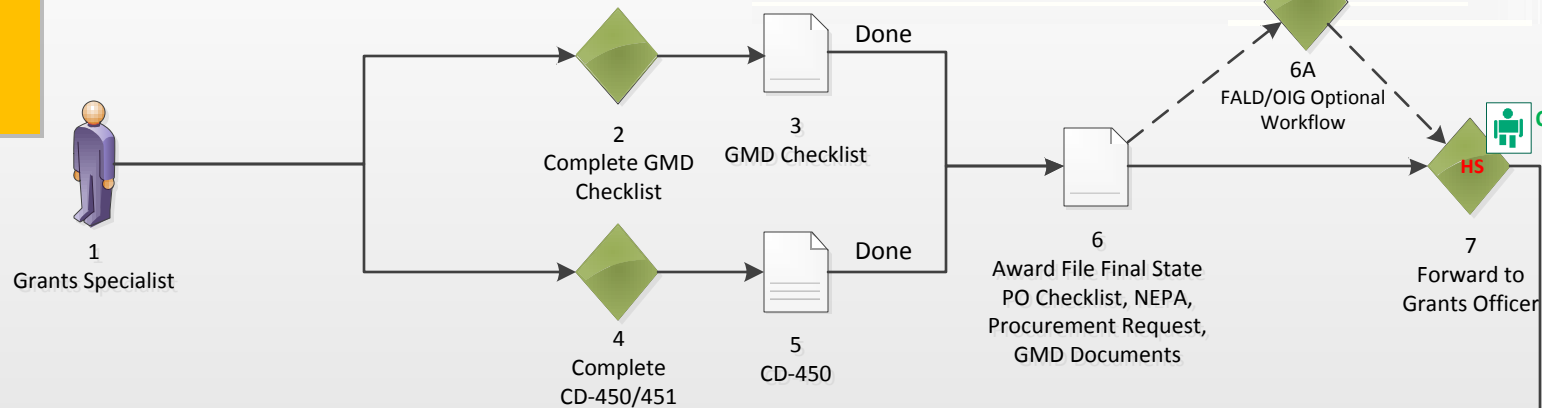 1
Grants Specialist
2
Complete GMD
Checklist
3
GMD Checklist
Done
4
Complete
CD-450/451
5
CD-450
Done
6
Award File Final State
PO Checklist, NEPA,
Procurement Request,
GMD Documents
6A
FALD/OIG Optional
Workflow
HS
7
Forward to
Grants Officer